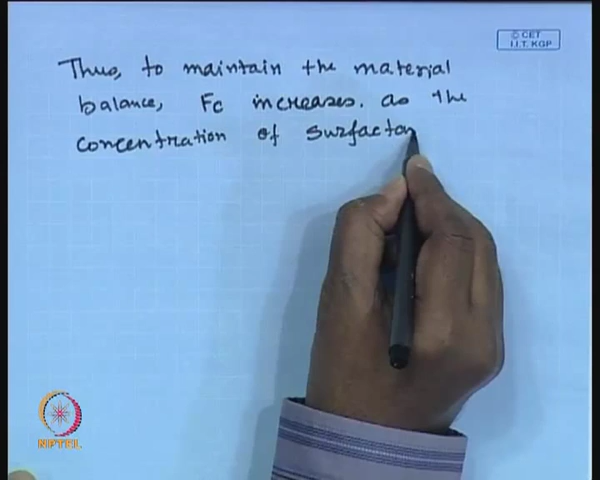 © CET
I.I.T. KGP
Thus, to maintain the material
balance, Fc increases. as the
concentration of surfactan
NPTEL